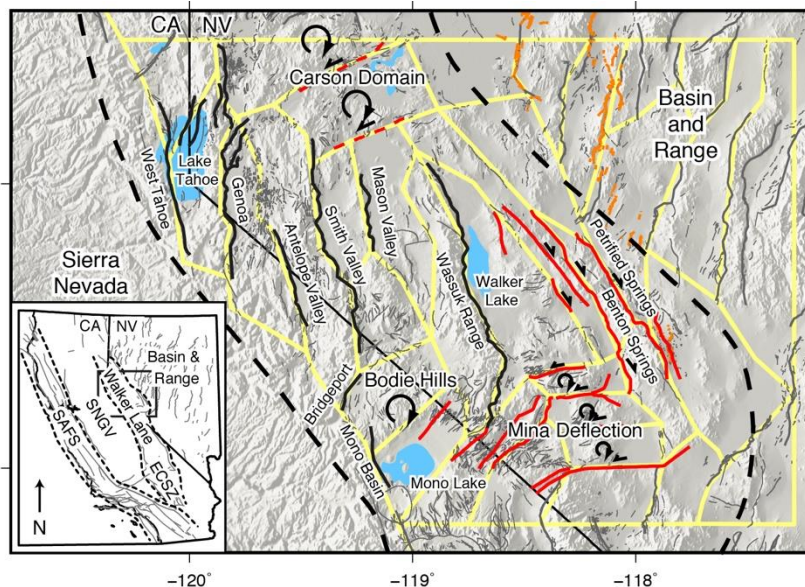 CA NV
Carson Domain
Basin
and
Range
West Tahoe
Lake
Tahoe
Genoa
Antelope Valley
Smith Valley
Mason Valley
Wassuk Range
Walker
Lake
Petrified Springs
Benton Springs
Sierra
Nevada
Bridgeport
Bodie Hills
Mono Basin
Mono Lake
Mina Deflection
CA NV
Basin &
Range
Walker Lane
SAFS
SNGV
ECSZ
N
−120°
−119°
−118°